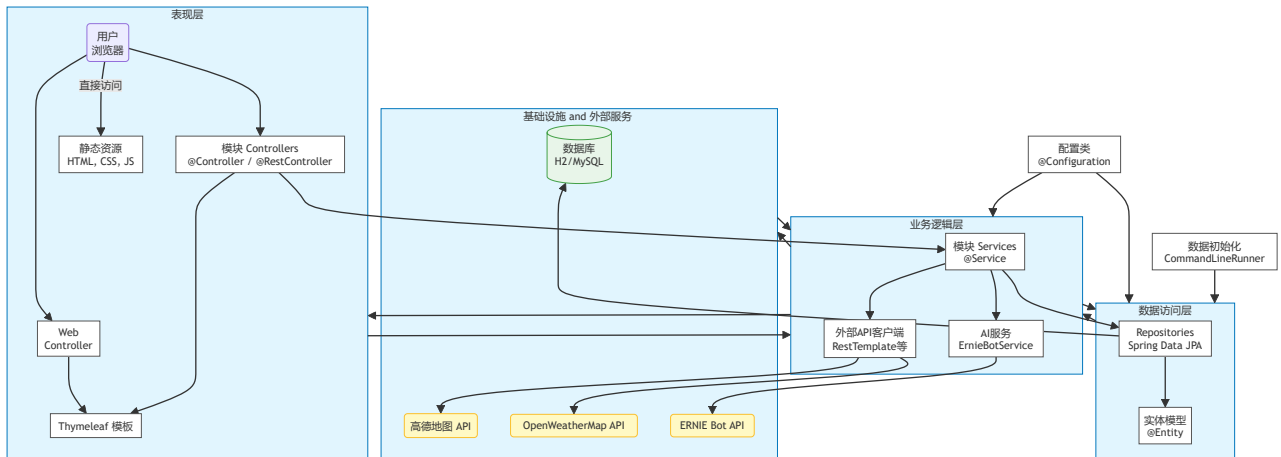 表现层
用户
浏览器
直接访问
静态资源
HTML, CSS, JS
模块 Controllers
@Controller / @RestController
Web
Controller
Thymeleaf 模板
基础设施 and 外部服务
数据库
H2/MySQL
高德地图 API
OpenWeatherMap API
ERNIE Bot API
业务逻辑层
模块 Services
@Service
外部API客户端
RestTemplate等
AI服务
ErnieBotService
配置类
@Configuration
数据初始化
CommandLineRunner
数据访问层
Repositories
Spring Data JPA
实体模型
@Entity